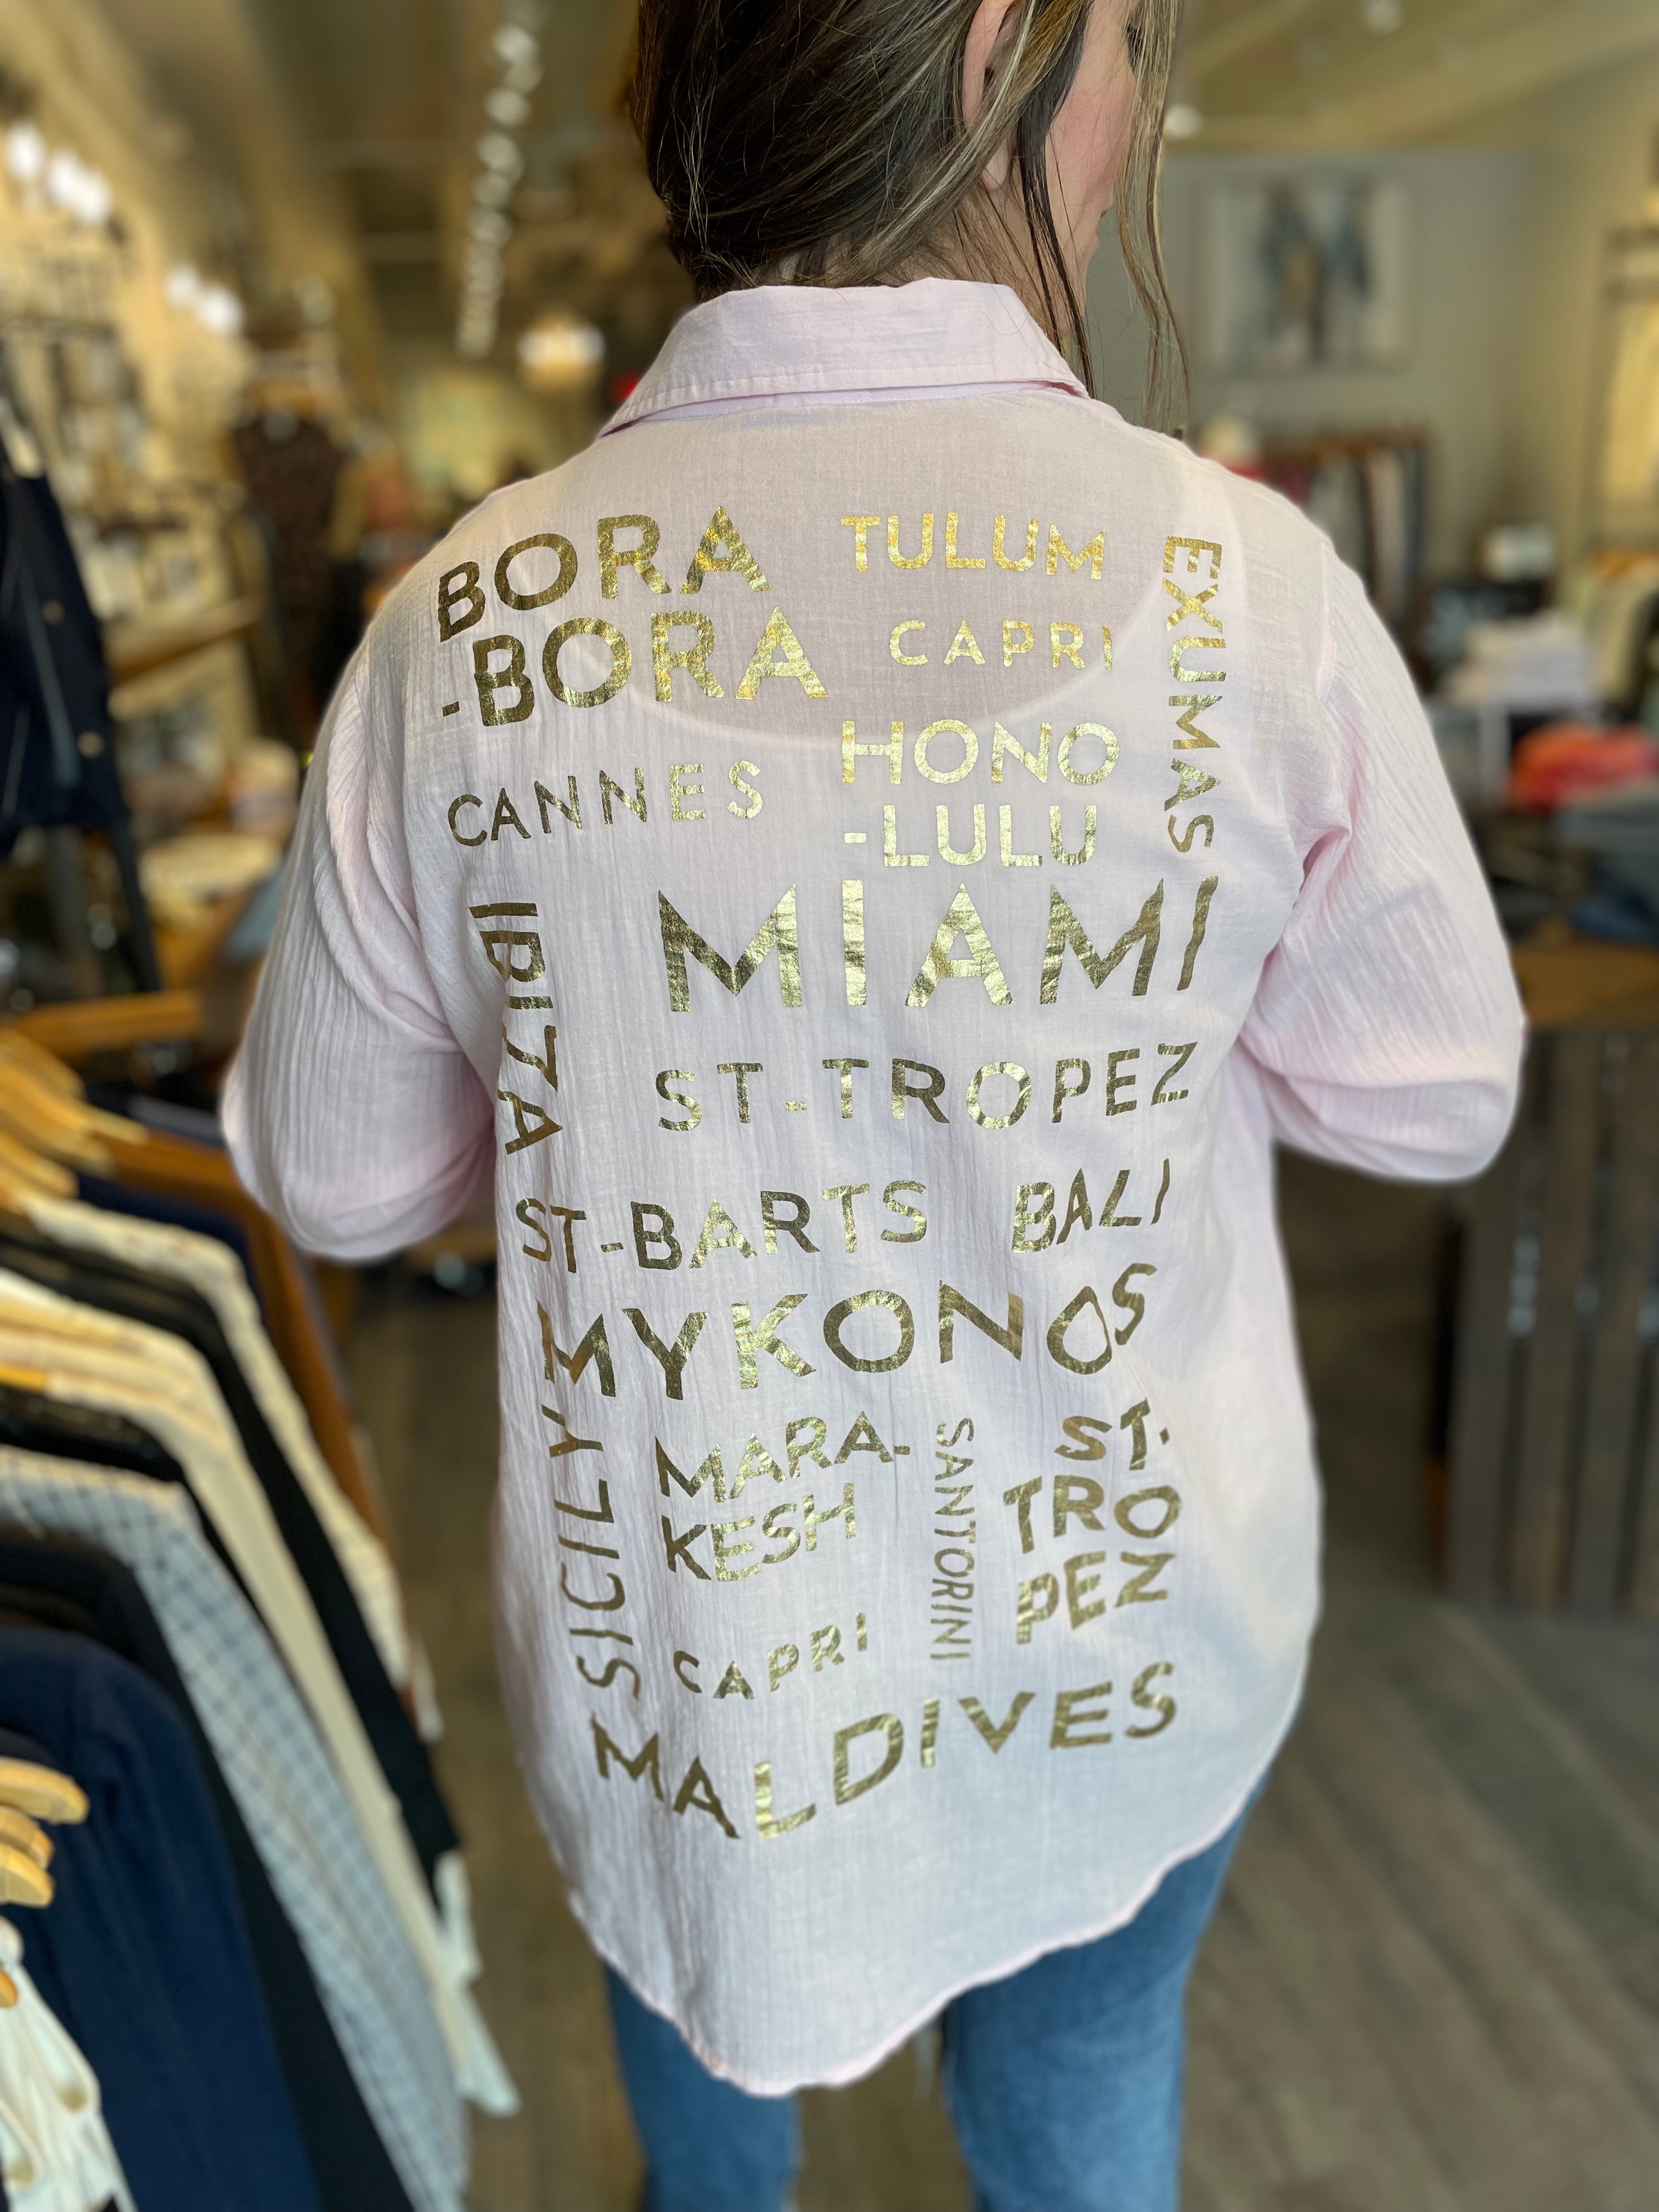 BORA
-BORA
TULUM
CAPRI
EXUMAS
CANNES
HONO
-LULU
IBIZA
MIAMI
ST-TROPEZ
ST-BARTS
BALI
MYKONOS
SICILY
MARA-
KESH
SANTORINI
ST-
TRO
PEZ
CAPRI
MALDIVES